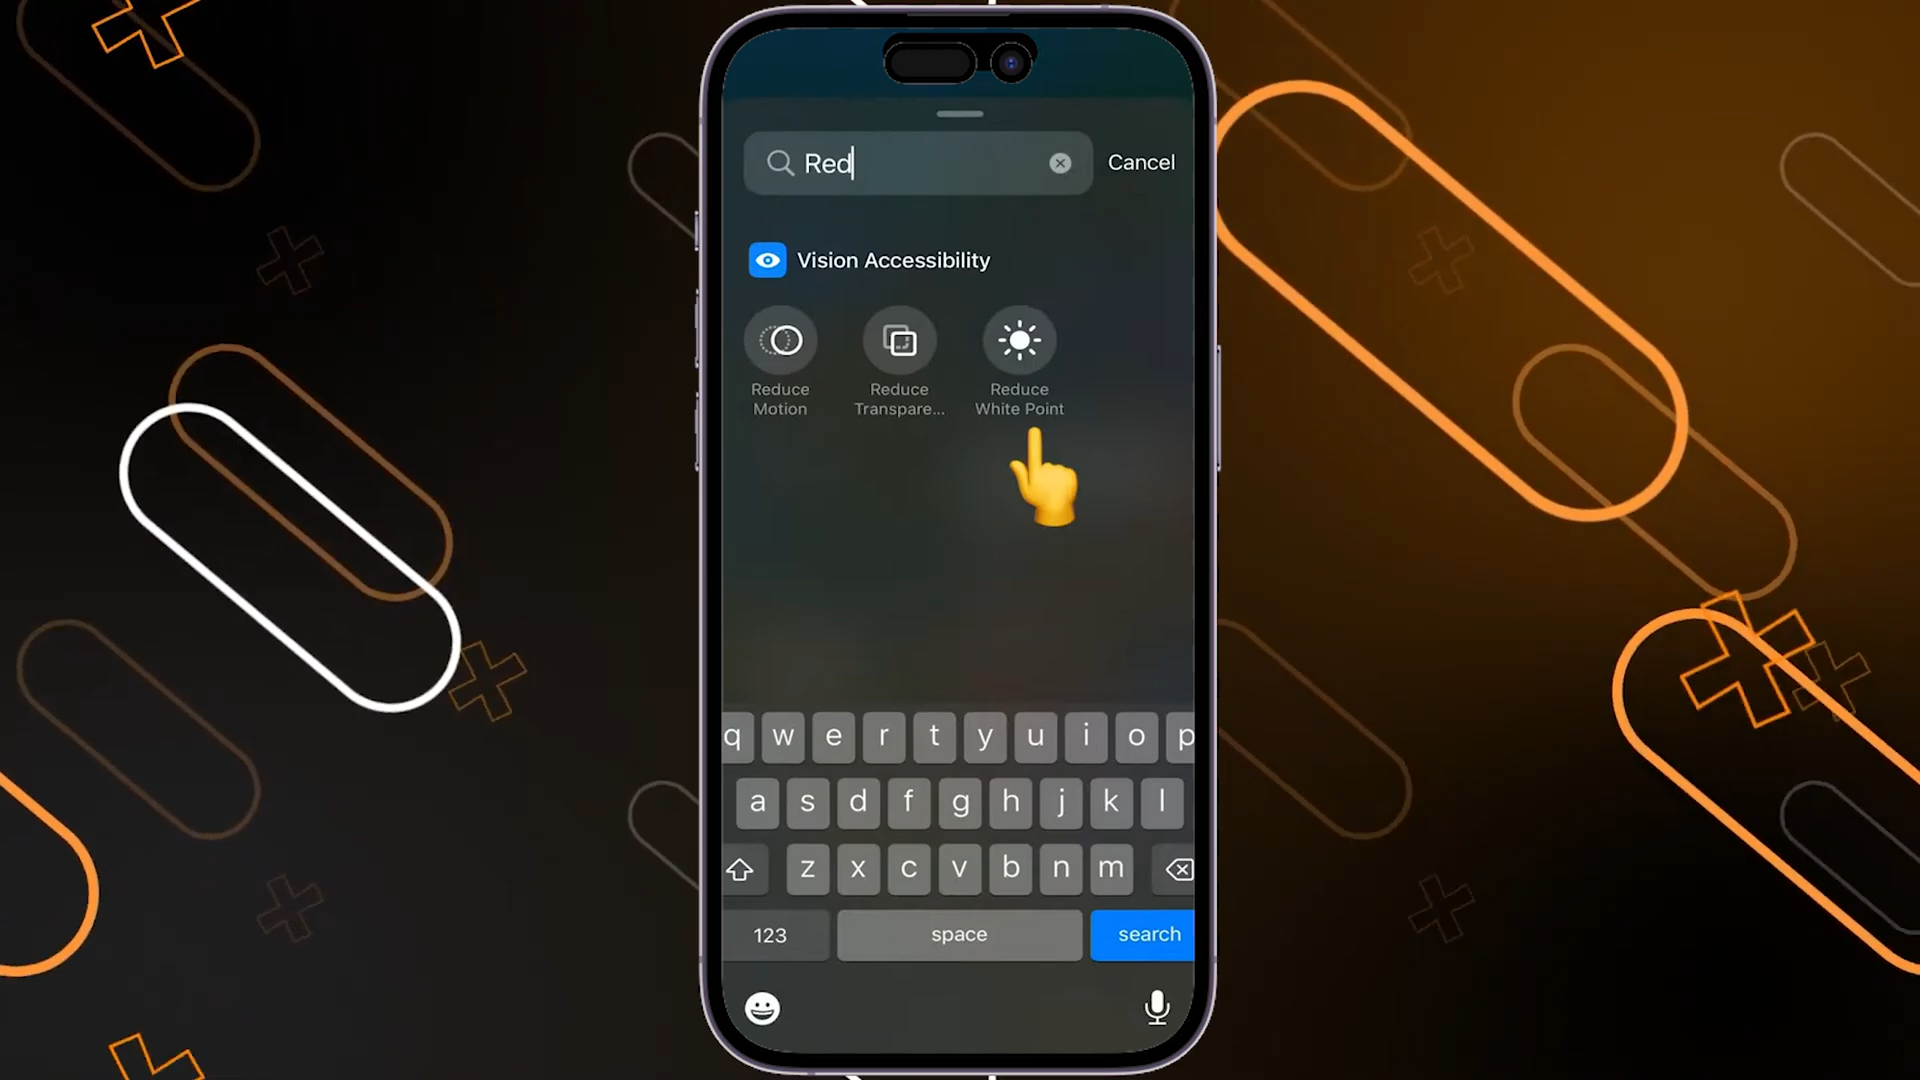 Red
Cancel
Vision Accessibility
Reduce
Motion
Reduce
Transpare...
Reduce
White Point
q w e r t y u i o p
a s d f g h j k l
z x c v b n m
123 space search